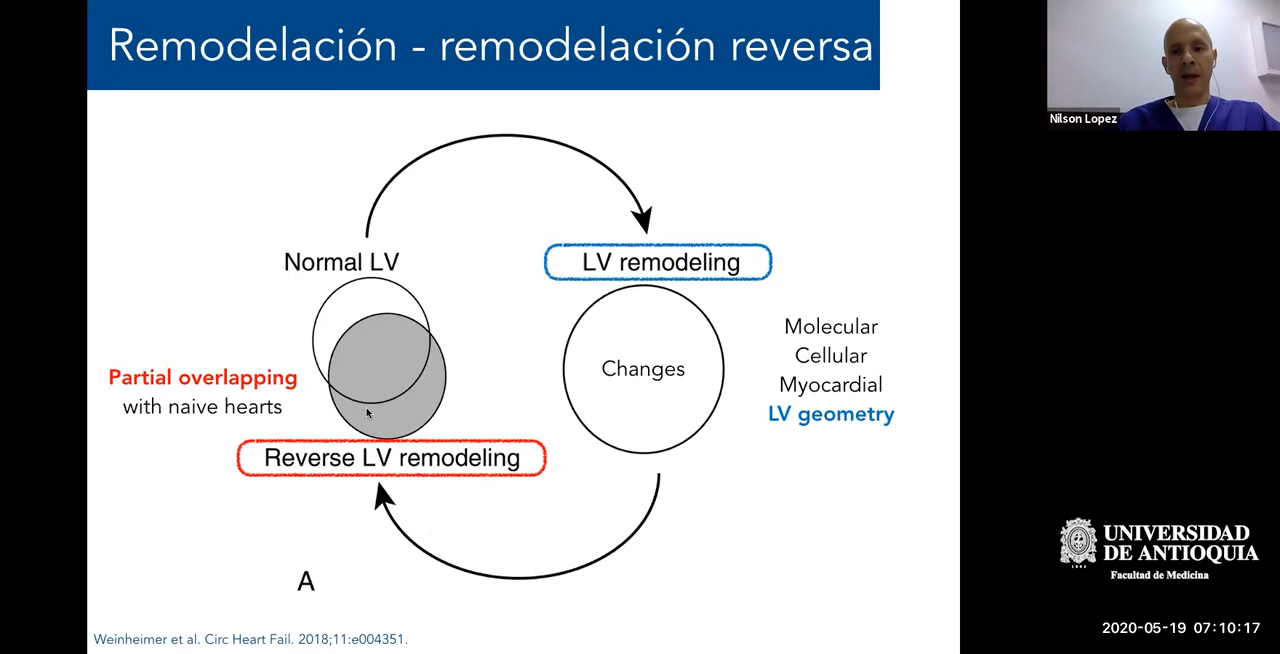 Remodelación - remodelación reversa
Nilson Lopez
Normal LV
LV remodeling
Changes
Molecular
Cellular
Myocardial
LV geometry
Partial overlapping
with naive hearts
Reverse LV remodeling
A
Weinheimer et al. Circ Heart Fail. 2018;11:e004351.
UNIVERSIDAD
DE ANTIOQUIA
1803
Facultad de Medicina
2020-05-19 07:10:17